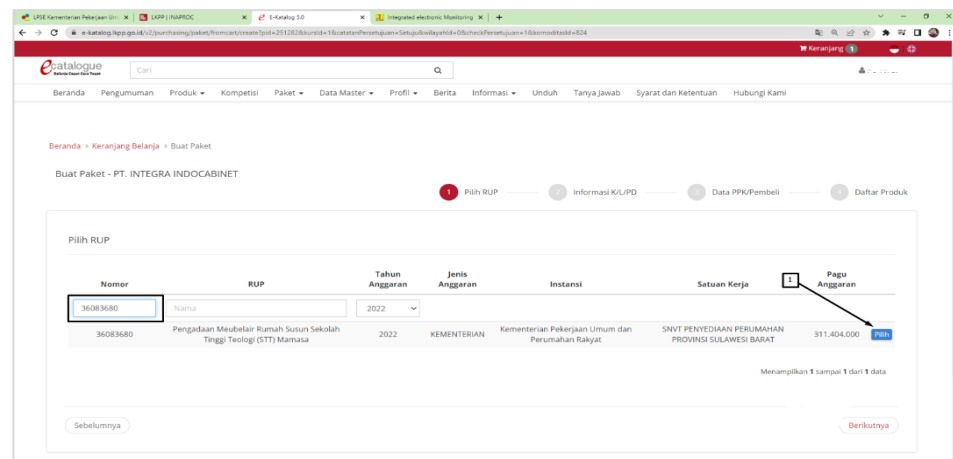 LPSE Kementerian Pekerjaan Um
LKPP | INAPROC
E-Katalog 5.0
Integrated electronic Monitoring
e-katalog.lkpp.go.id/v2/purchasing/paket/fromcart/create?pid=251282&kursId=1&catatanPersetujuan=Setuju&wilayahId=0&checkPersetujuan=1&komoditasId=824
Keranjang 1
ecatalogue
Cari
Beranda Pengumuman Produk Kompetisi Paket Data Master Profil Berita Informasi Unduh Tanya Jawab Syarat dan Ketentuan Hubungi Kami
Beranda » Keranjang Belanja » Buat Paket
Buat Paket - PT. INTEGRA INDOCABINET
1 Pilih RUP 2 Informasi K/L/PD 3 Data PPK/Pembeli 4 Daftar Produk
Pilih RUP
1
Nomor RUP Tahun Anggaran Jenis Anggaran Instansi Satuan Kerja Pagu Anggaran
36083680 Nama 2022
36083680 Pengadaan Meubelair Rumah Susun Sekolah Tinggi Teologi (STT) Mamasa 2022 KEMENTERIAN Kementerian Pekerjaan Umum dan Perumahan Rakyat SNVT PENYEDIAAN PERUMAHAN PROVINSI SULAWESI BARAT 311.404.000 Pilih
Menampilkan 1 sampai 1 dari 1 data
Sebelumnya Berikutnya